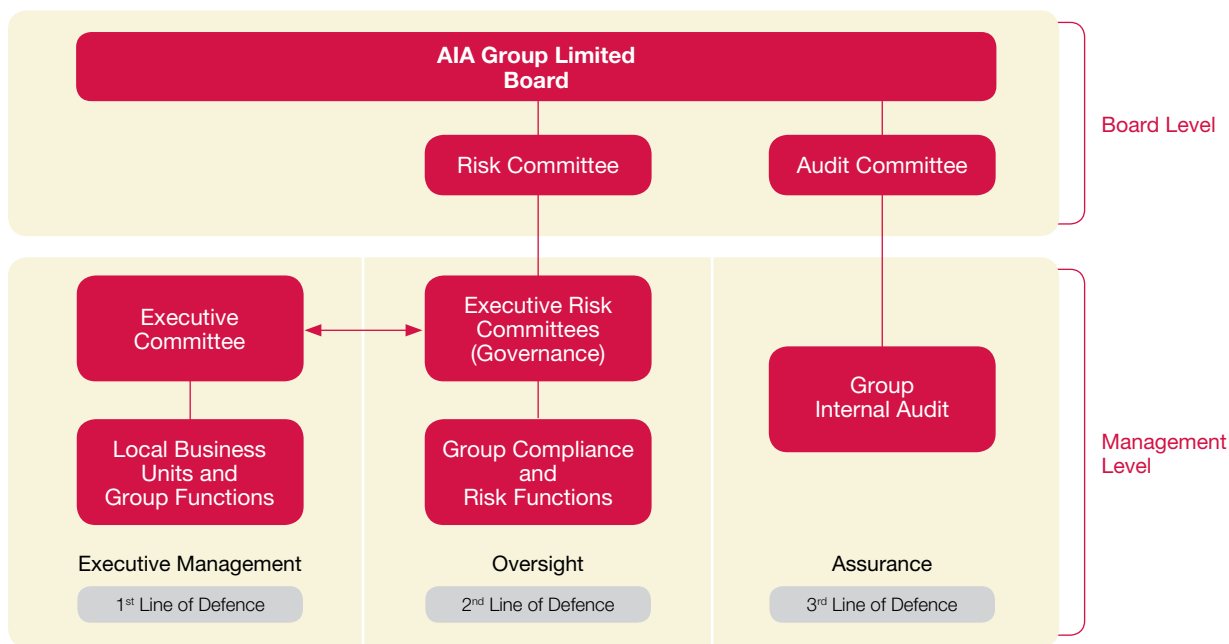 AIA Group Limited
Board
Board Level
Risk Committee
Audit Committee
Executive
Committee
Executive Risk
Committees
(Governance)
Group
Internal Audit
Local Business
Units and
Group Functions
Group Compliance
and
Risk Functions
Management
Level
Executive Management
Oversight
Assurance
1st Line of Defence
2nd Line of Defence
3rd Line of Defence